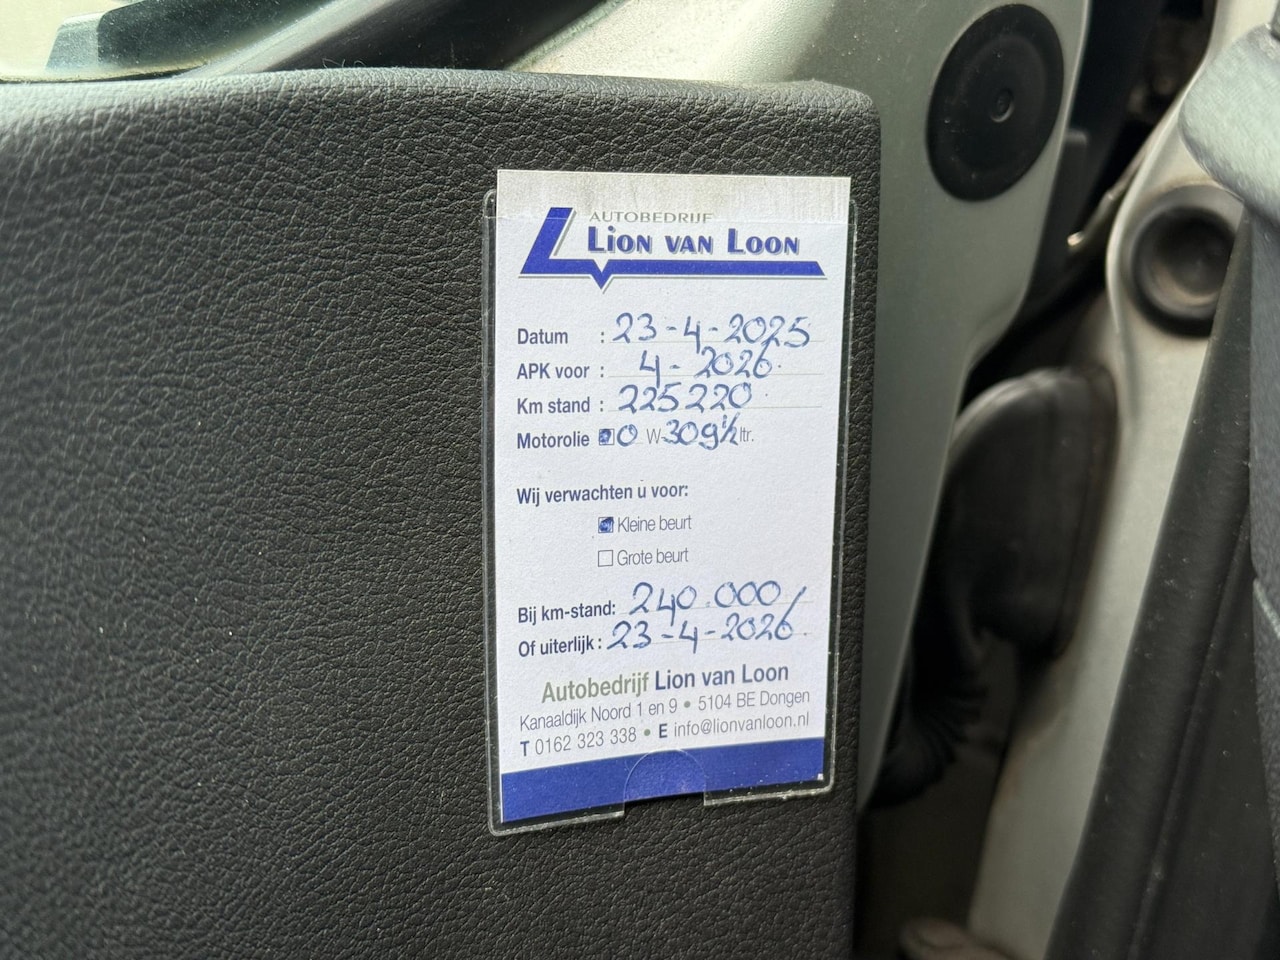 AUTOBEDRIJF
LION VAN LOON
Datum : 23-4-2025
APK voor : 4-2026.
Km stand : 225220
Motorolie 0 W-30 9½ ltr.
Wij verwachten u voor:
Kleine beurt
Grote beurt
Bij km-stand: 240.000/
Of uiterlijk : 23-4-2026.
Autobedrijf Lion van Loon
Kanaaldijk Noord 1 en 9 • 5104 BE Dongen
T 0162 323 338 • E info@lionvanloon.nl